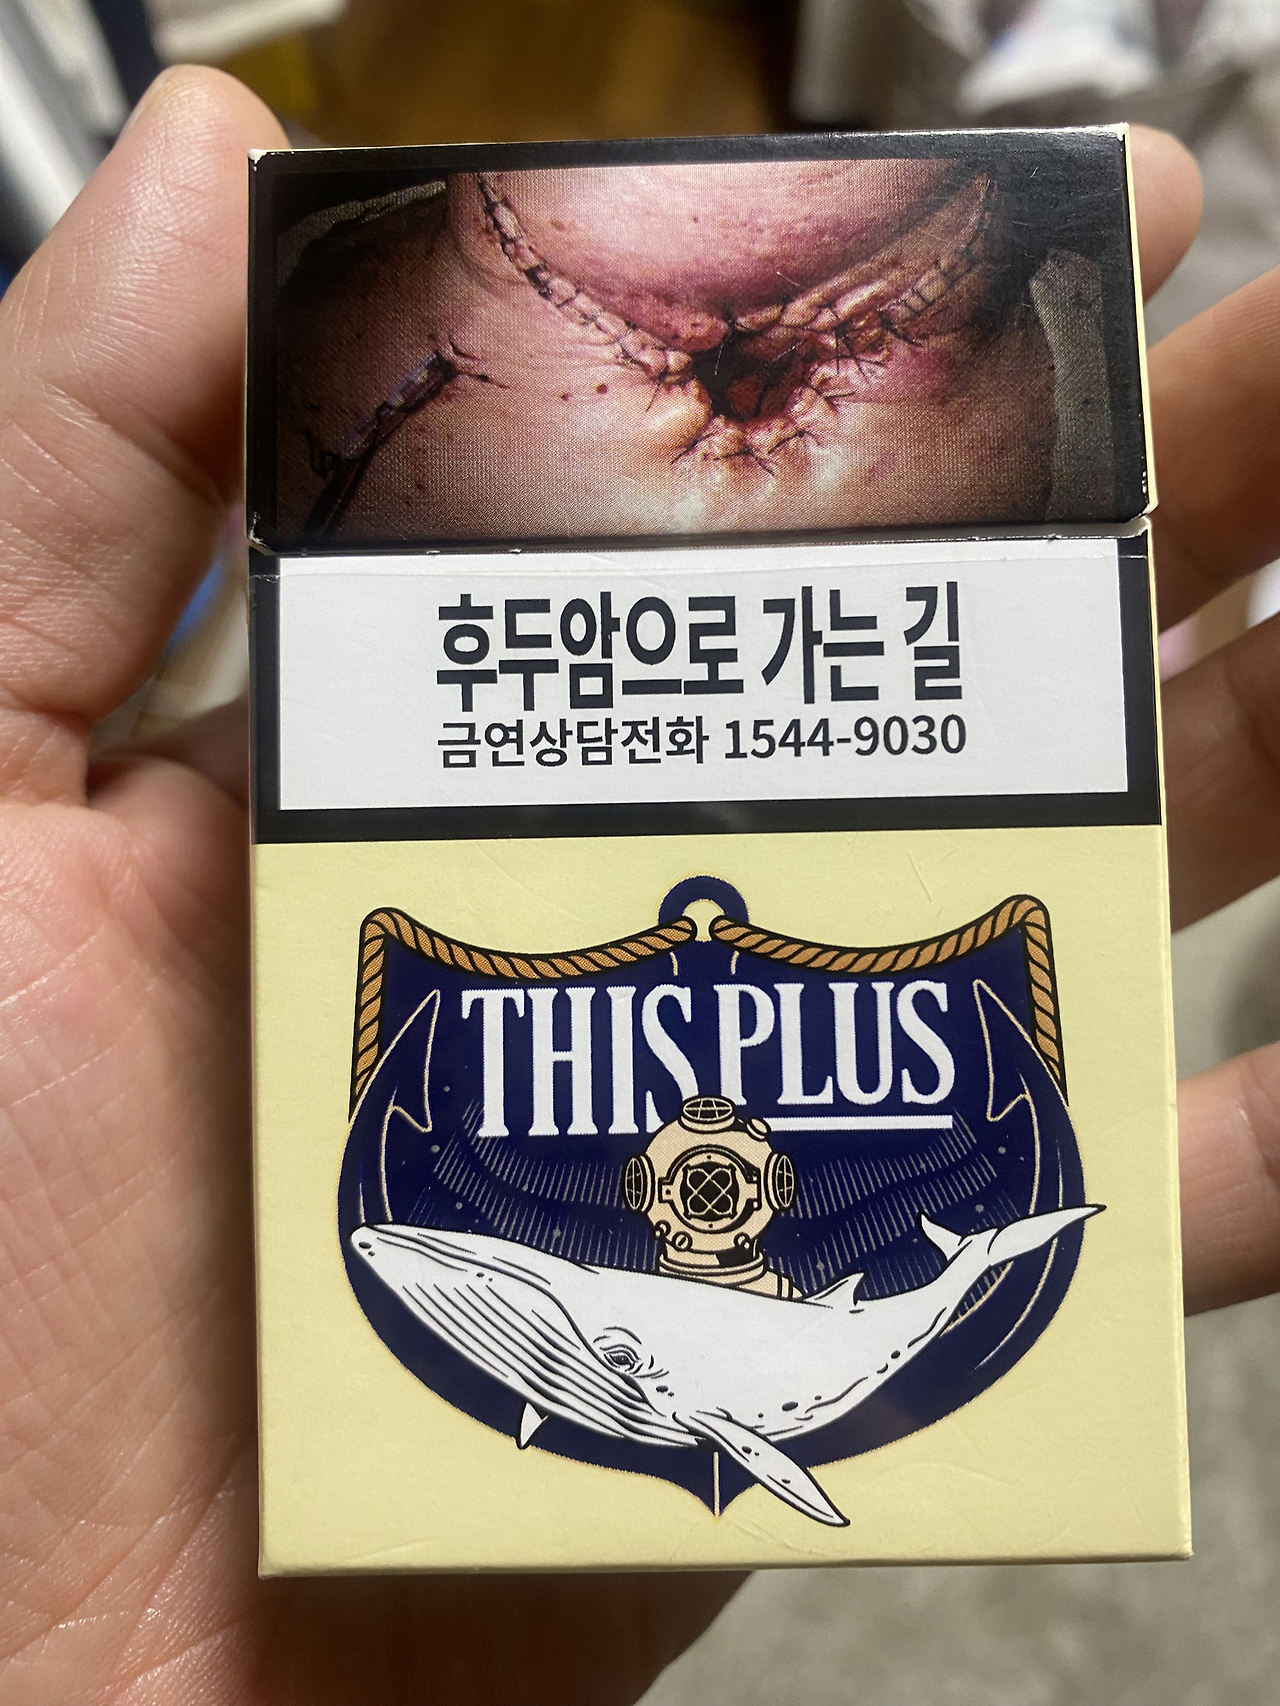 후두암으로 가는 길
금연상담전화 1544-9030
THIS PLUS